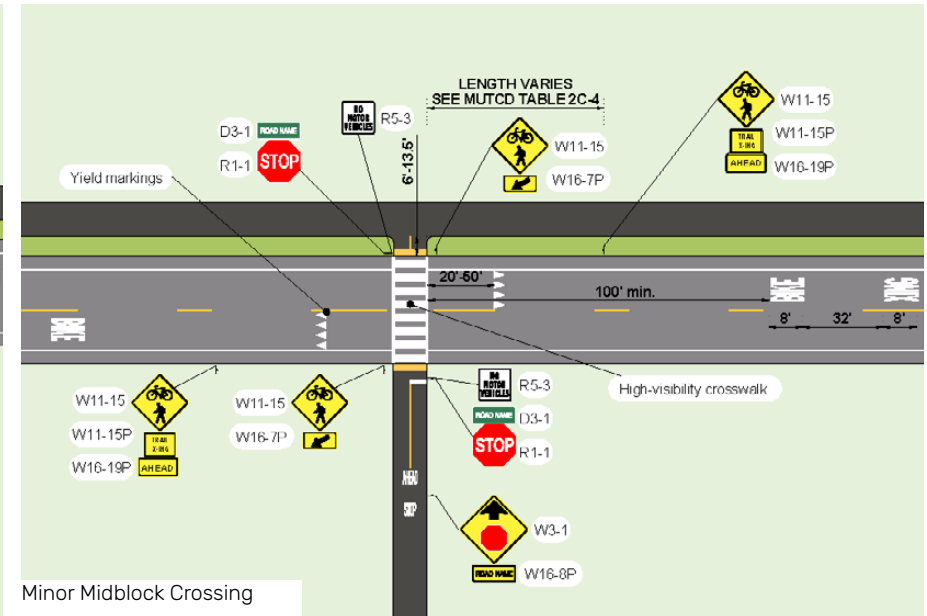 LENGTH VARIES
SEE MUTCD TABLE 2C-4
W11-15
TRAIL
X-ING
W11-15P
AHEAD
W16-19P
NO
MOTOR
VEHICLES
R5-3
D3-1
ROAD NAME
R1-1
STOP
6'-13.5'
W11-15
W16-7P
Yield markings
20'-50'
100' min.
BIKE
XING
8'
32'
8'
High-visibility crosswalk
W11-15
W11-15P
TRAIL
X-ING
W16-19P
AHEAD
W11-15
W16-7P
NO
MOTOR
VEHICLES
R5-3
ROAD NAME
D3-1
STOP
R1-1
AHEAD
STOP
W3-1
ROAD NAME
W16-8P
Minor Midblock Crossing